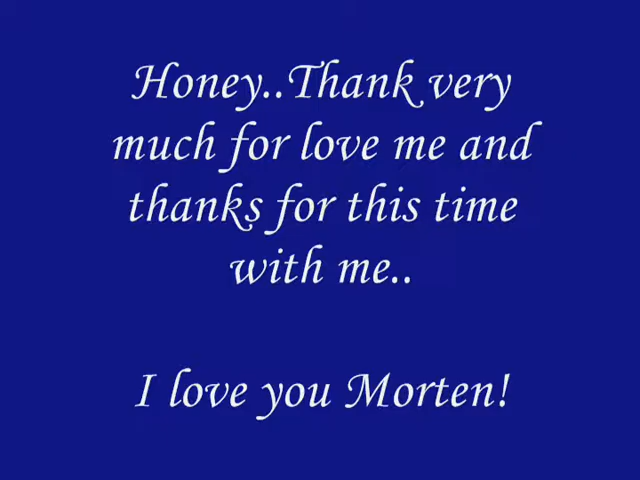 Honey..Thank very
much for love me and
thanks for this time
with me..
I love you Morten!